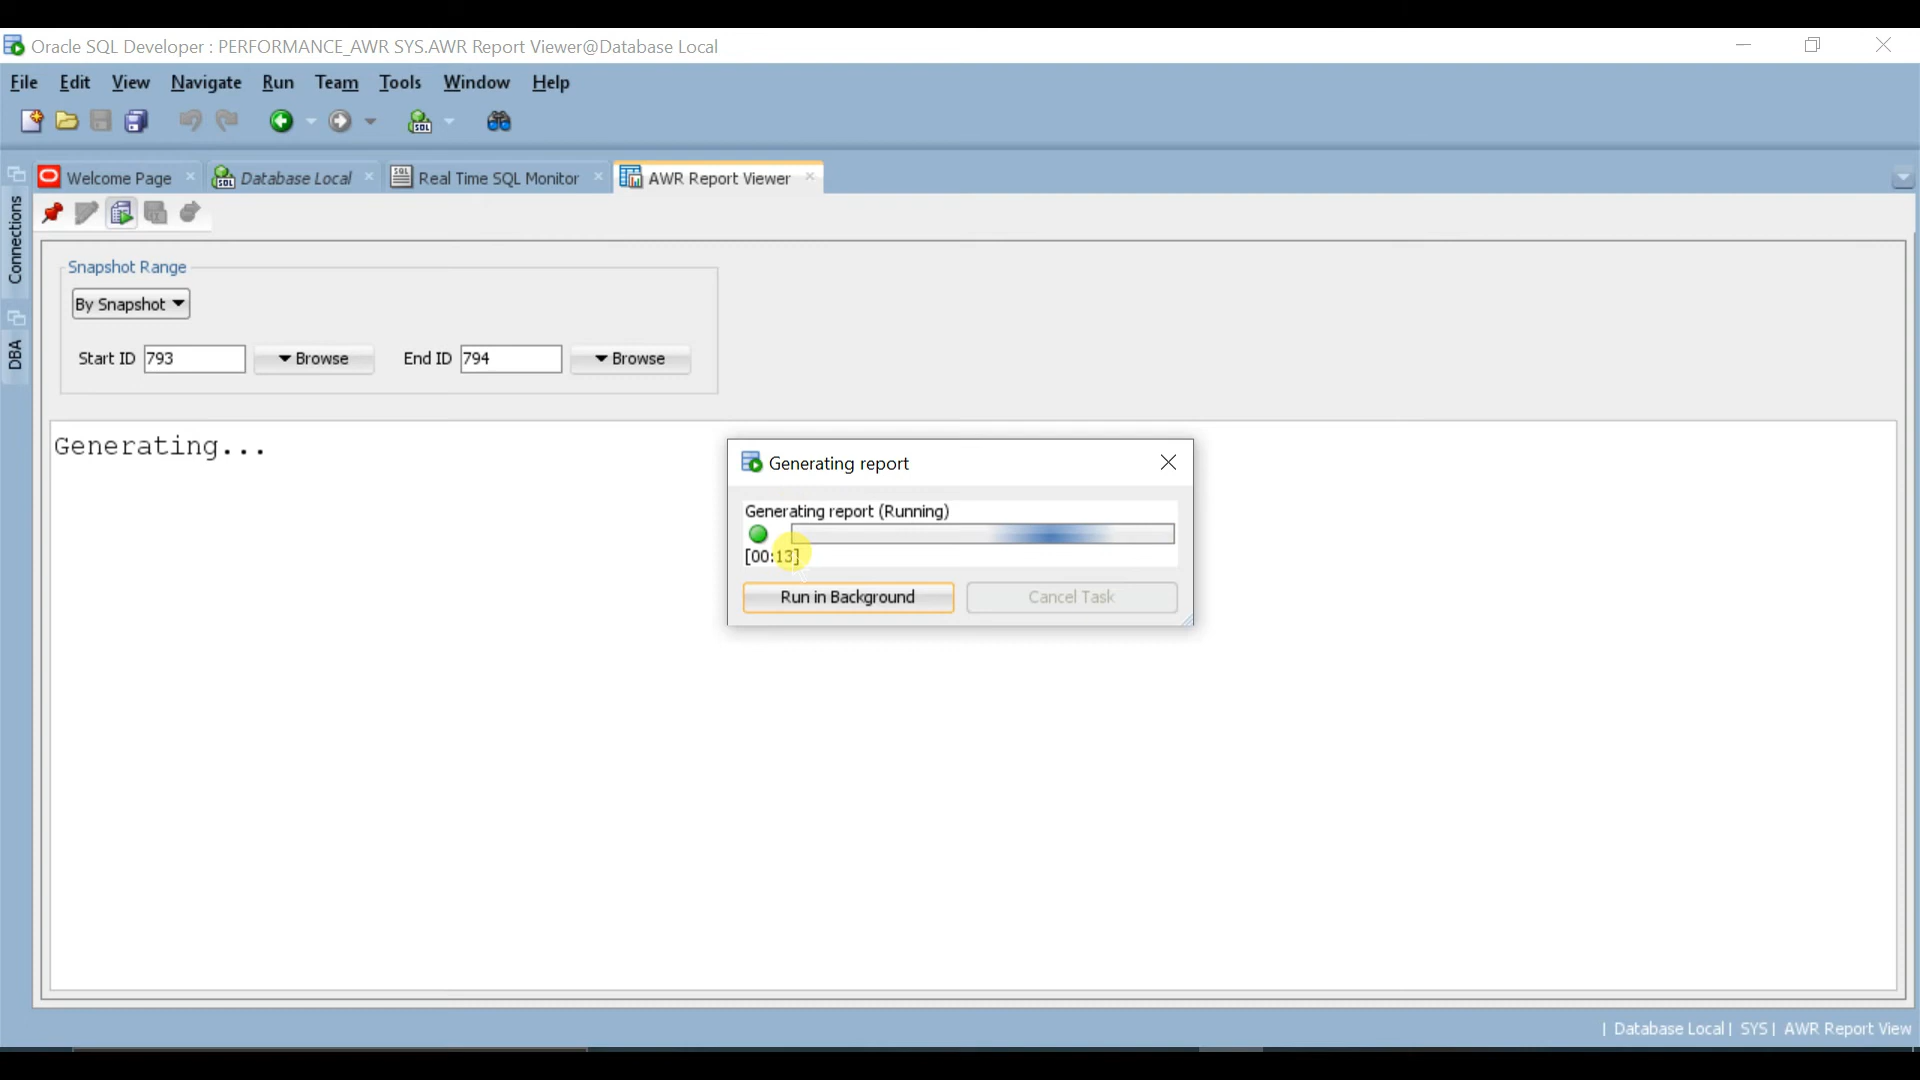 Oracle SQL Developer : PERFORMANCE_AWR SYS.AWR Report Viewer@Database Local
File Edit View Navigate Run Team Tools Window Help
SQL
Welcome Page Database Local Real Time SQL Monitor AWR Report Viewer
Connections
DBA
Snapshot Range
By Snapshot
Start ID 793 Browse End ID 794 Browse
Generating...
Generating report
Generating report (Running)
[00:13]
Run in Background Cancel Task
| Database Local | SYS | AWR Report View